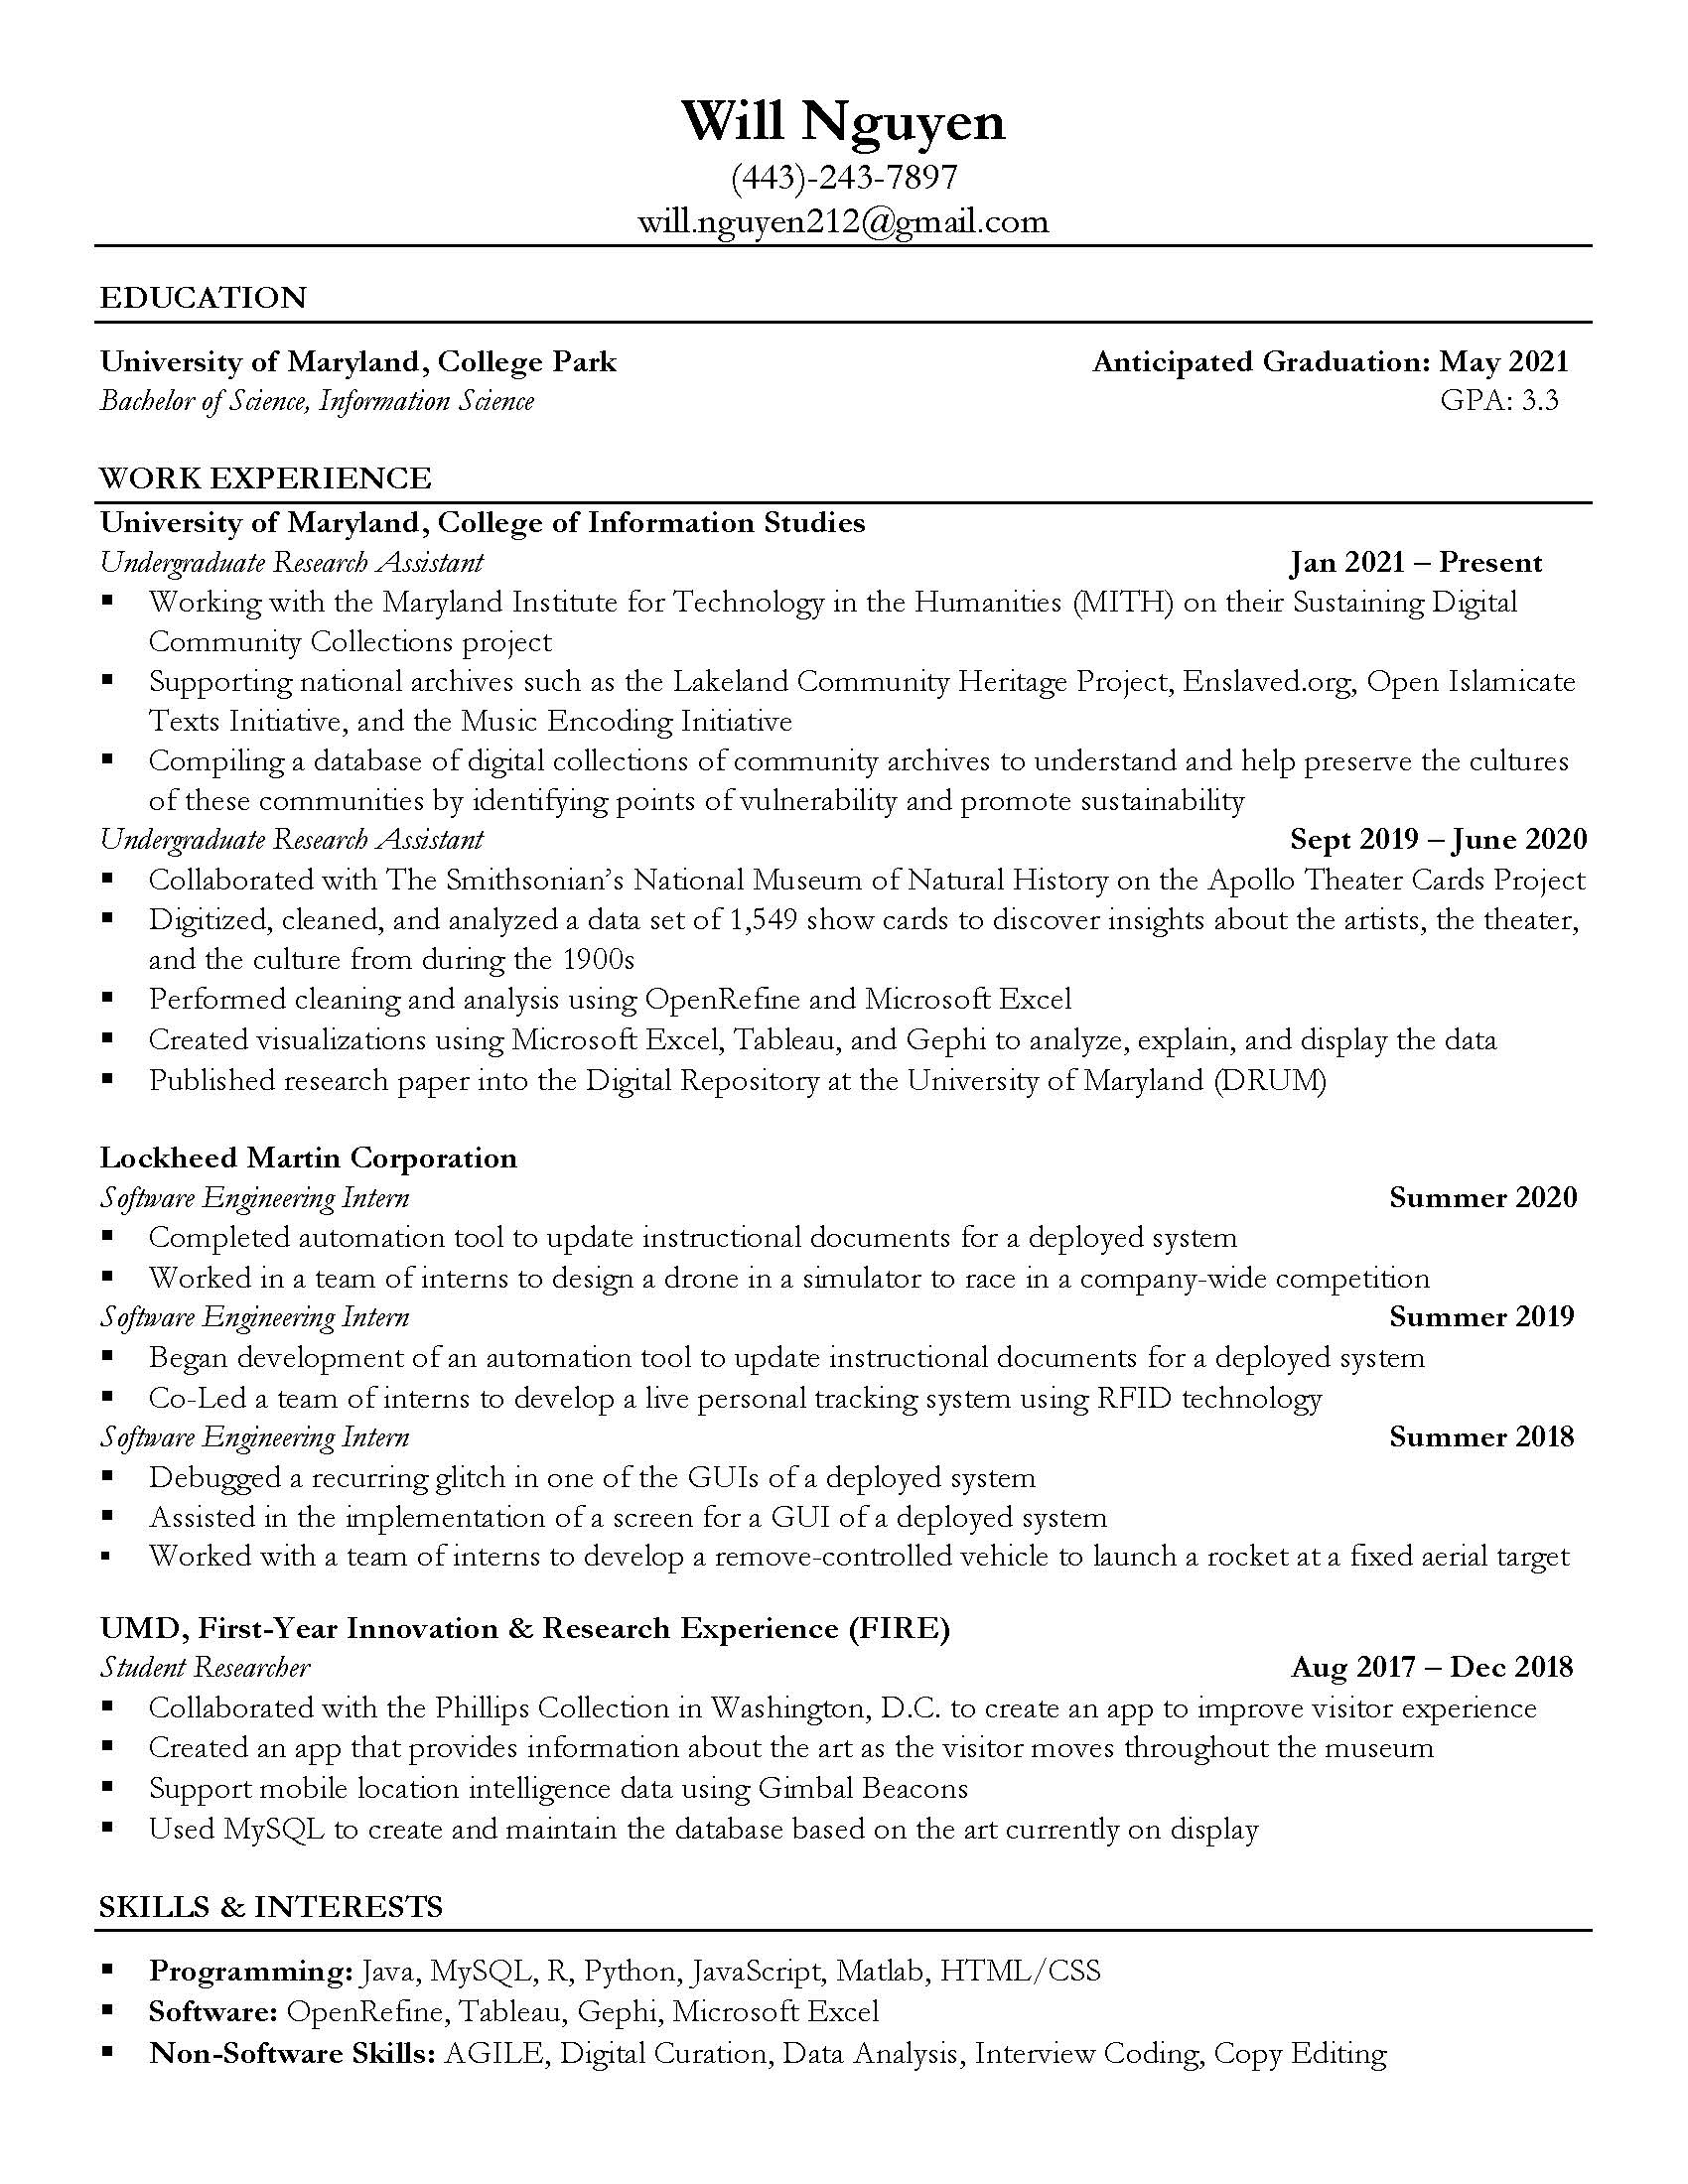 Will Nguyen
(443)-243-7897
will.nguyen212@gmail.com
EDUCATION
University of Maryland, College Park Anticipated Graduation: May 2021
Bachelor of Science, Information Science GPA: 3.3
WORK EXPERIENCE
University of Maryland, College of Information Studies
Undergraduate Research Assistant Jan 2021 – Present
▪ Working with the Maryland Institute for Technology in the Humanities (MITH) on their Sustaining Digital
Community Collections project
▪ Supporting national archives such as the Lakeland Community Heritage Project, Enslaved.org, Open Islamicate
Texts Initiative, and the Music Encoding Initiative
▪ Compiling a database of digital collections of community archives to understand and help preserve the cultures
of these communities by identifying points of vulnerability and promote sustainability
Undergraduate Research Assistant Sept 2019 – June 2020
▪ Collaborated with The Smithsonian’s National Museum of Natural History on the Apollo Theater Cards Project
▪ Digitized, cleaned, and analyzed a data set of 1,549 show cards to discover insights about the artists, the theater,
and the culture from during the 1900s
▪ Performed cleaning and analysis using OpenRefine and Microsoft Excel
▪ Created visualizations using Microsoft Excel, Tableau, and Gephi to analyze, explain, and display the data
▪ Published research paper into the Digital Repository at the University of Maryland (DRUM)
Lockheed Martin Corporation
Software Engineering Intern Summer 2020
▪ Completed automation tool to update instructional documents for a deployed system
▪ Worked in a team of interns to design a drone in a simulator to race in a company-wide competition
Software Engineering Intern Summer 2019
▪ Began development of an automation tool to update instructional documents for a deployed system
▪ Co-Led a team of interns to develop a live personal tracking system using RFID technology
Software Engineering Intern Summer 2018
▪ Debugged a recurring glitch in one of the GUIs of a deployed system
▪ Assisted in the implementation of a screen for a GUI of a deployed system
▪ Worked with a team of interns to develop a remove-controlled vehicle to launch a rocket at a fixed aerial target
UMD, First-Year Innovation & Research Experience (FIRE)
Student Researcher Aug 2017 – Dec 2018
▪ Collaborated with the Phillips Collection in Washington, D.C. to create an app to improve visitor experience
▪ Created an app that provides information about the art as the visitor moves throughout the museum
▪ Support mobile location intelligence data using Gimbal Beacons
▪ Used MySQL to create and maintain the database based on the art currently on display
SKILLS & INTERESTS
▪ Programming: Java, MySQL, R, Python, JavaScript, Matlab, HTML/CSS
▪ Software: OpenRefine, Tableau, Gephi, Microsoft Excel
▪ Non-Software Skills: AGILE, Digital Curation, Data Analysis, Interview Coding, Copy Editing